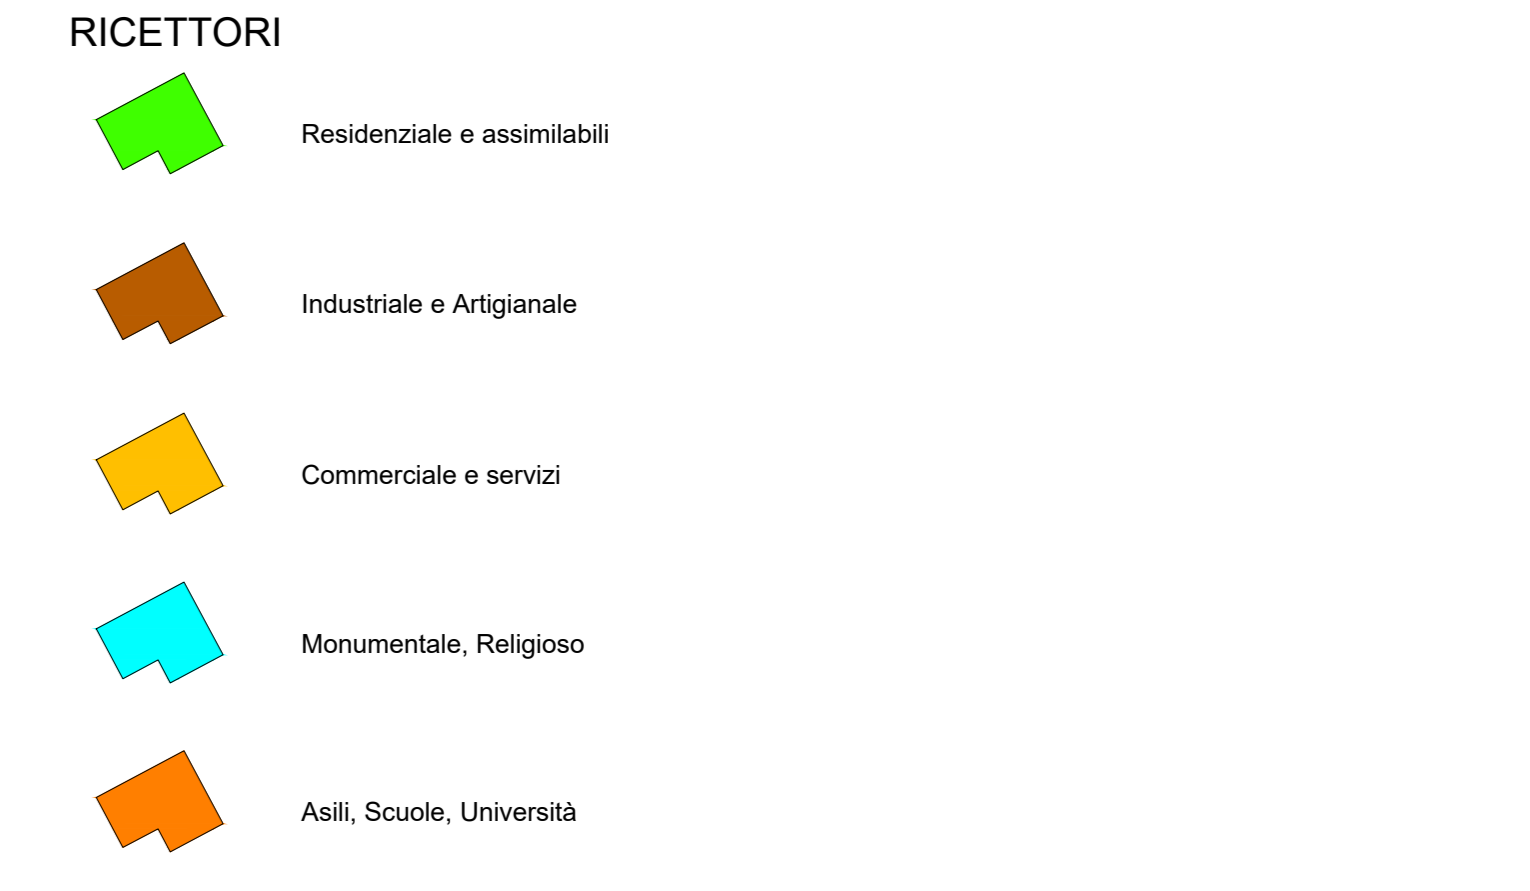 RICETTORI
Residenziale e assimilabili
Industriale e Artigianale
Commerciale e servizi
Monumentale, Religioso
Asili, Scuole, Università